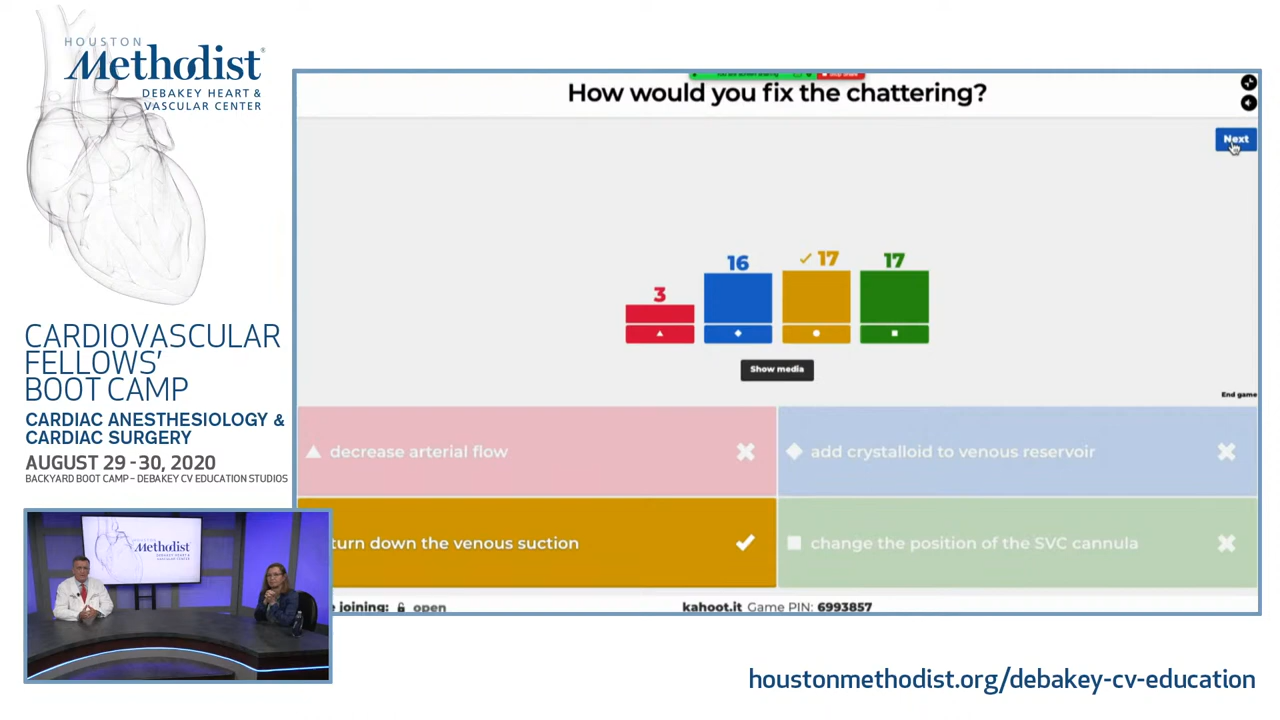 HOUSTON
Methodist®
DEBAKEY HEART &
VASCULAR CENTER
CARDIOVASCULAR
FELLOWS’
BOOT CAMP
CARDIAC ANESTHESIOLOGY &
CARDIAC SURGERY
AUGUST 29-30, 2020
BACKYARD BOOT CAMP – DEBAKEY CV EDUCATION STUDIOS
How would you fix the chattering?
Next
3
16
17
17
Show media
End game
decrease arterial flow
add crystalloid to venous reservoir
turn down the venous suction
change the position of the SVC cannula
joining: open
kahoot.it Game PIN: 6993857
Methodist
houstonmethodist.org/debakey-cv-education